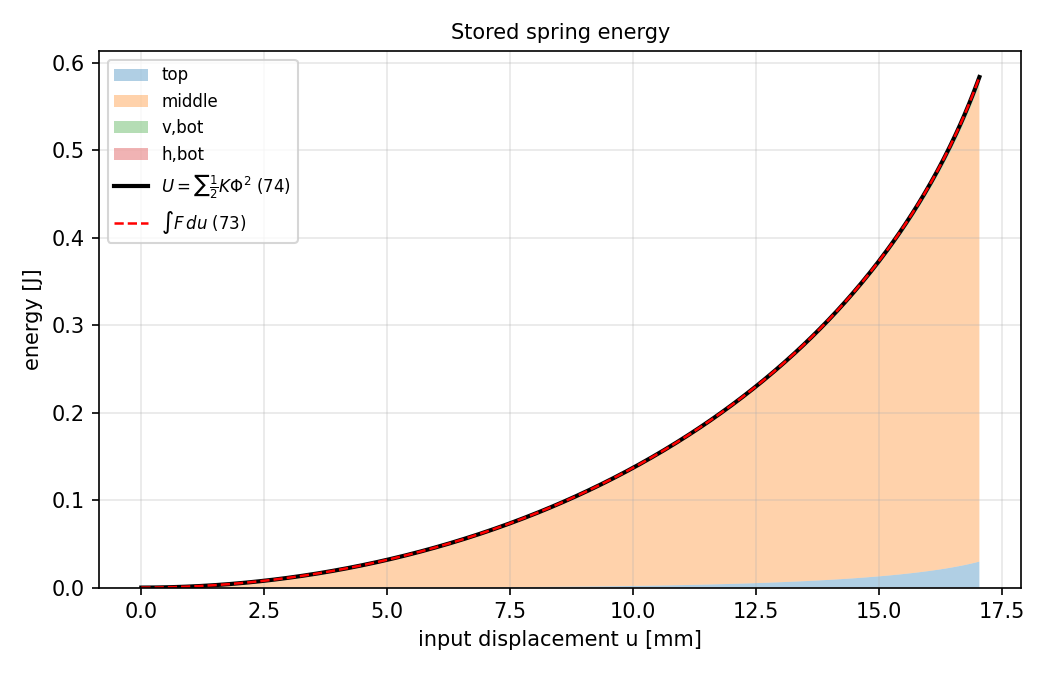 Stored spring energy
0.6
0.5
0.4
0.3
0.2
0.1
0.0
energy [J]
top
middle
v,bot
h,bot
U = ∑ ½ KΦ² (74)
∫ F du (73)
0.0 2.5 5.0 7.5 10.0 12.5 15.0 17.5
input displacement u [mm]